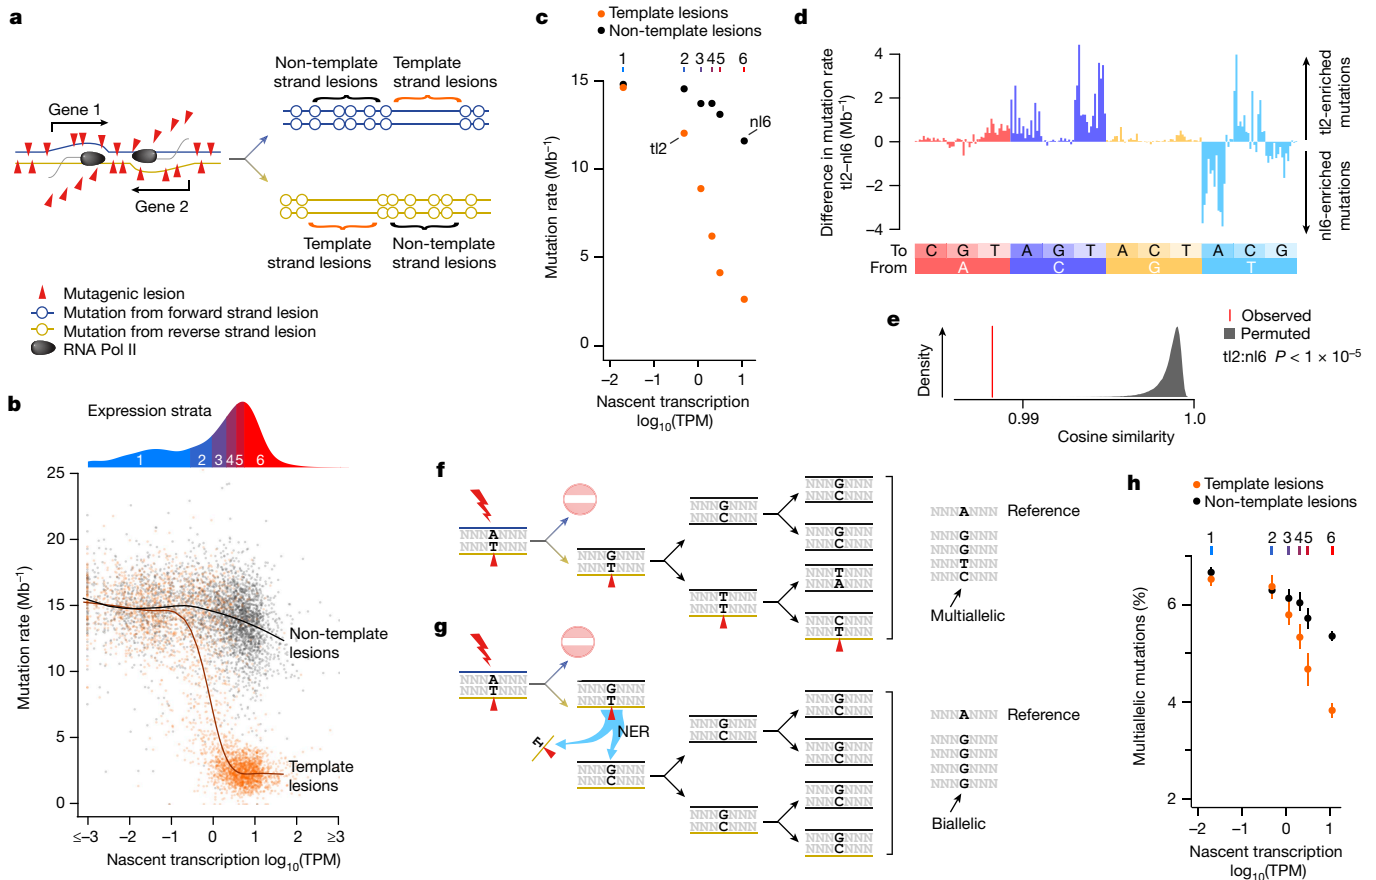 a
Gene 1
Gene 2
Non-template
strand lesions
Template
strand lesions
Template
strand lesions
Non-template
strand lesions
Mutagenic lesion
Mutation from forward strand lesion
Mutation from reverse strand lesion
RNA Pol II
b
Expression strata
1 2 3 4 5 6
Mutation rate (Mb⁻¹)
25
20
15
10
5
0
Non-template
lesions
Template
lesions
≤−3 −2 −1 0 1 2 ≥3
Nascent transcription log₁₀(TPM)
c
Template lesions
Non-template lesions
1 2 3 4 5 6
Mutation rate (Mb⁻¹)
15
10
5
0
tl2
nl6
−2 −1 0 1
Nascent transcription
log₁₀(TPM)
d
Difference in mutation rate
tl2–nl6 (Mb⁻¹)
4
2
0
−2
−4
tl2-enriched
mutations
nl6-enriched
mutations
To C G T A G T A C T A C G
From A C G T
e
Density
Observed
Permuted
tl2:nl6 P < 1 × 10⁻⁵
0.99 1.0
Cosine similarity
f
NNNANNN
NNNTNNN
NNNGNNN
NNNTNNN
NNNGNNN
NNNCNNN
NNNTNNN
NNNTNNN
NNNGNNN
NNNCNNN
NNNGNNN
NNNCNNN
NNNTNNN
NNNANNN
NNNCNNN
NNNTNNN
NNNANNN Reference
NNNGNNN
NNNGNNN
NNNTNNN
NNNCNNN
Multiallelic
g
NNNANNN
NNNTNNN
NNNGNNN
NNNTNNN
NER
T
NNNGNNN
NNNCNNN
NNNGNNN
NNNCNNN
NNNGNNN
NNNCNNN
NNNGNNN
NNNCNNN
NNNGNNN
NNNCNNN
NNNGNNN
NNNCNNN
NNNGNNN
NNNCNNN
NNNANNN Reference
NNNGNNN
NNNGNNN
NNNGNNN
NNNGNNN
Biallelic
h
Template lesions
Non-template lesions
1 2 3 4 5 6
Multiallelic mutations (%)
6
4
2
−2 −1 0 1
Nascent transcription
log₁₀(TPM)